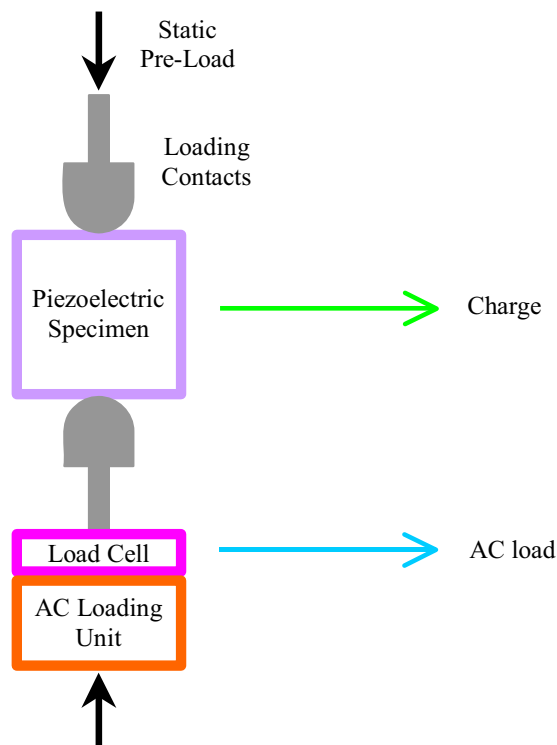 Static
Pre-Load
Loading
Contacts
Piezoelectric
Specimen
Charge
Load Cell
AC load
AC Loading
Unit